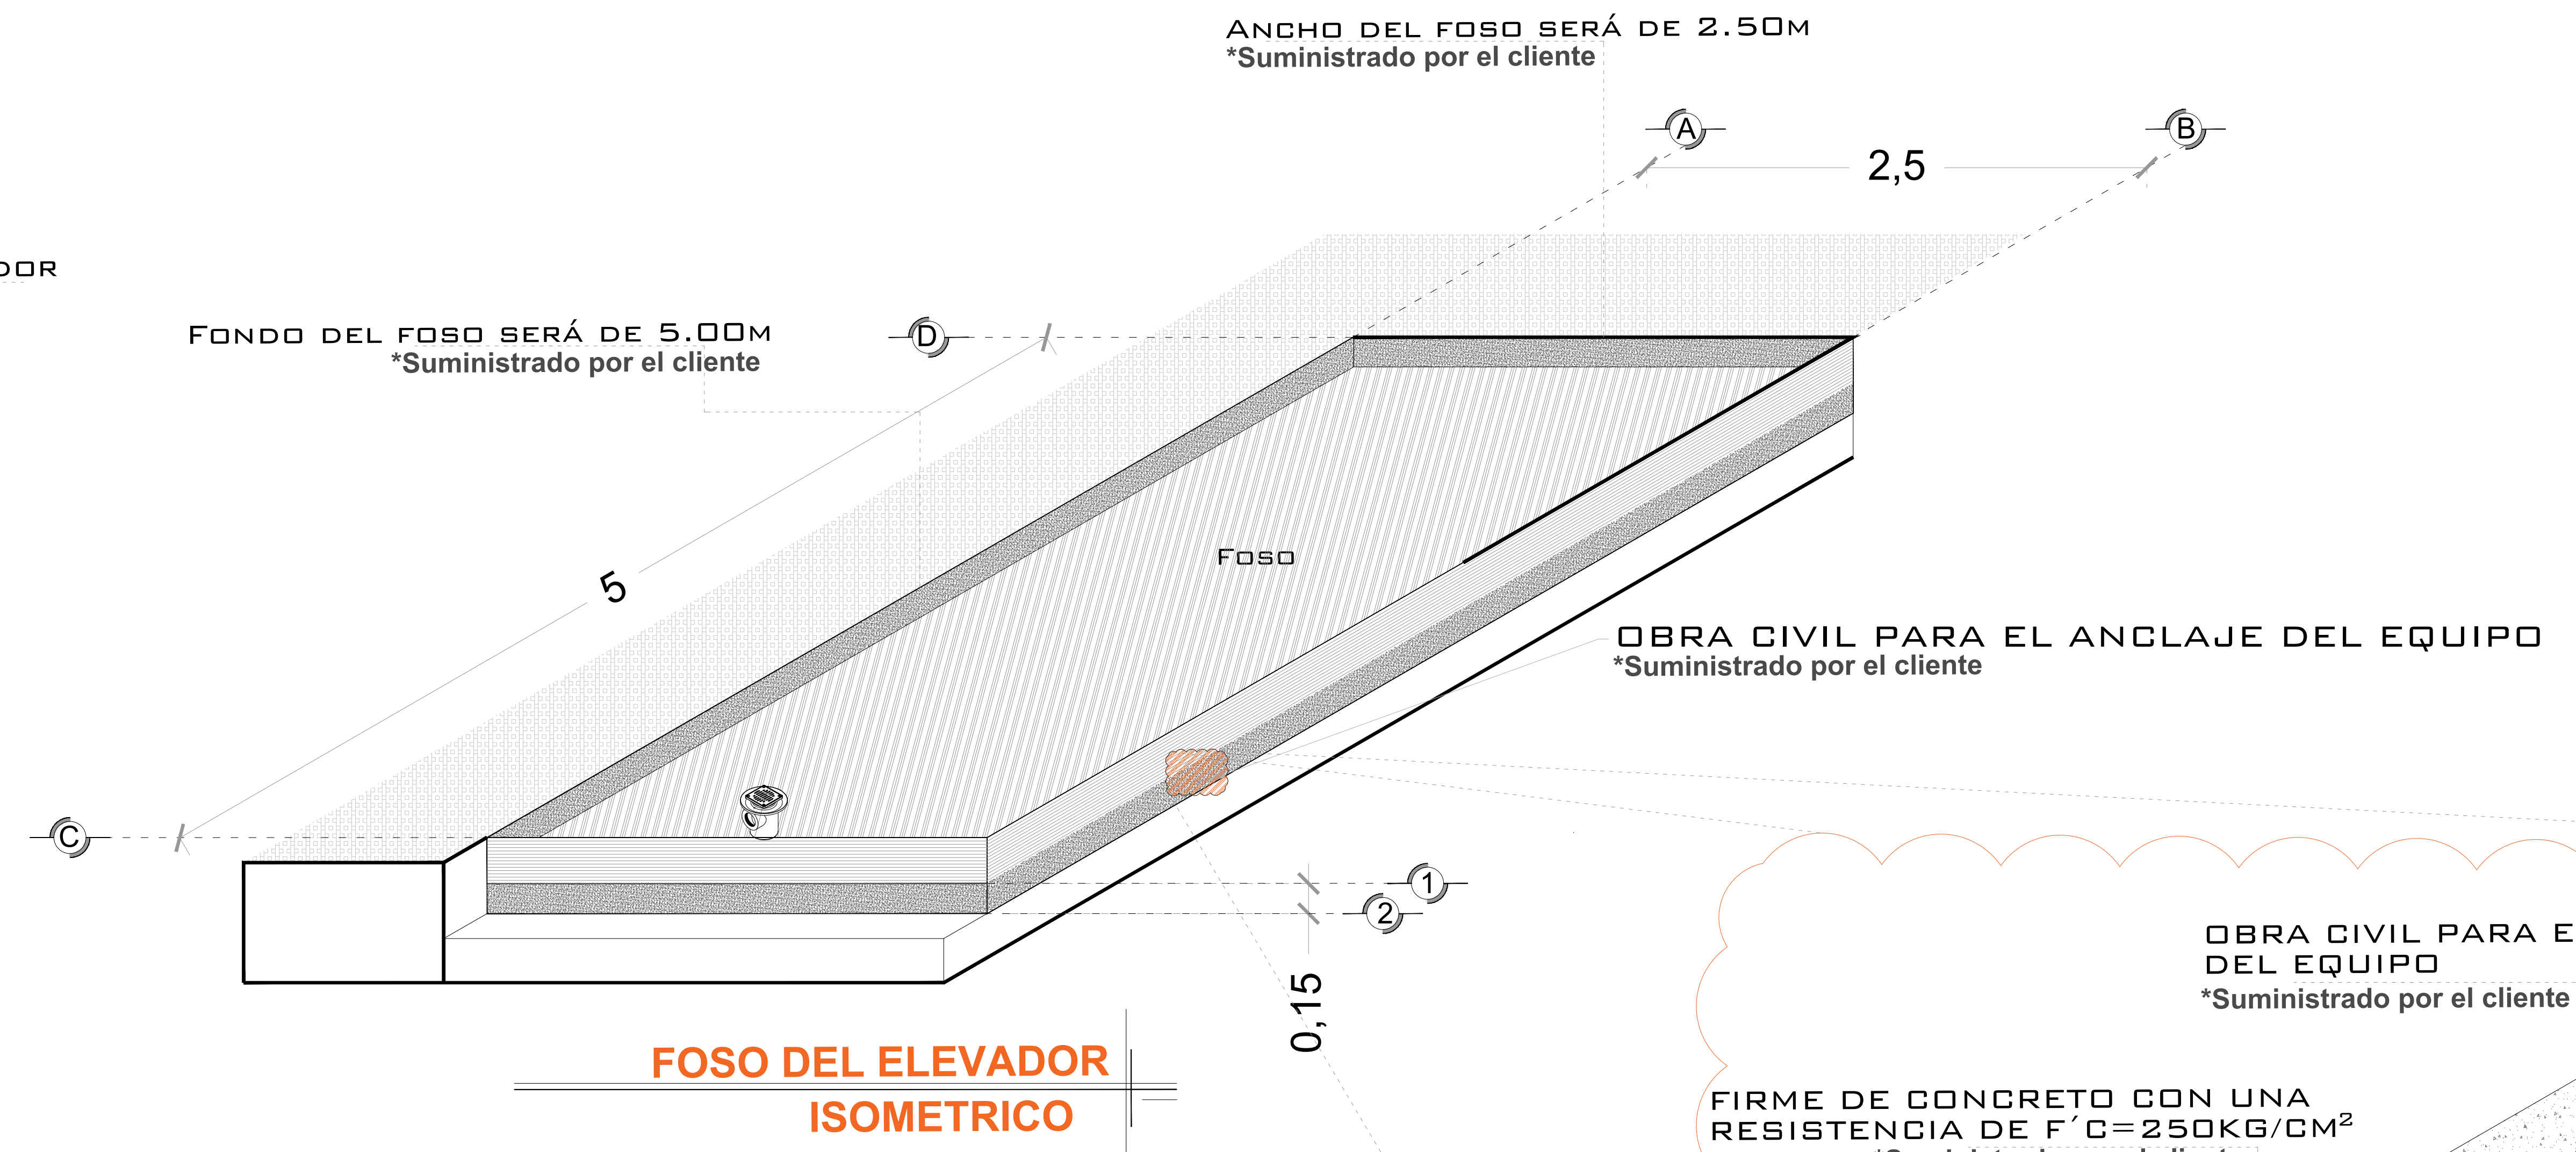 ANCHO DEL FOSO SERÁ DE 2.50M
*Suministrado por el cliente
A
B
2,5
FONDO DEL FOSO SERÁ DE 5.00M
*Suministrado por el cliente
D
FOSO
5
OBRA CIVIL PARA EL ANCLAJE DEL EQUIPO
*Suministrado por el cliente
C
1
2
0,15
OBRA CIVIL PARA
DEL EQUIPO
*Suministrado por el cliente
FOSO DEL ELEVADOR
ISOMETRICO
FIRME DE CONCRETO CON UNA
RESISTENCIA DE F´C=250KG/CM²